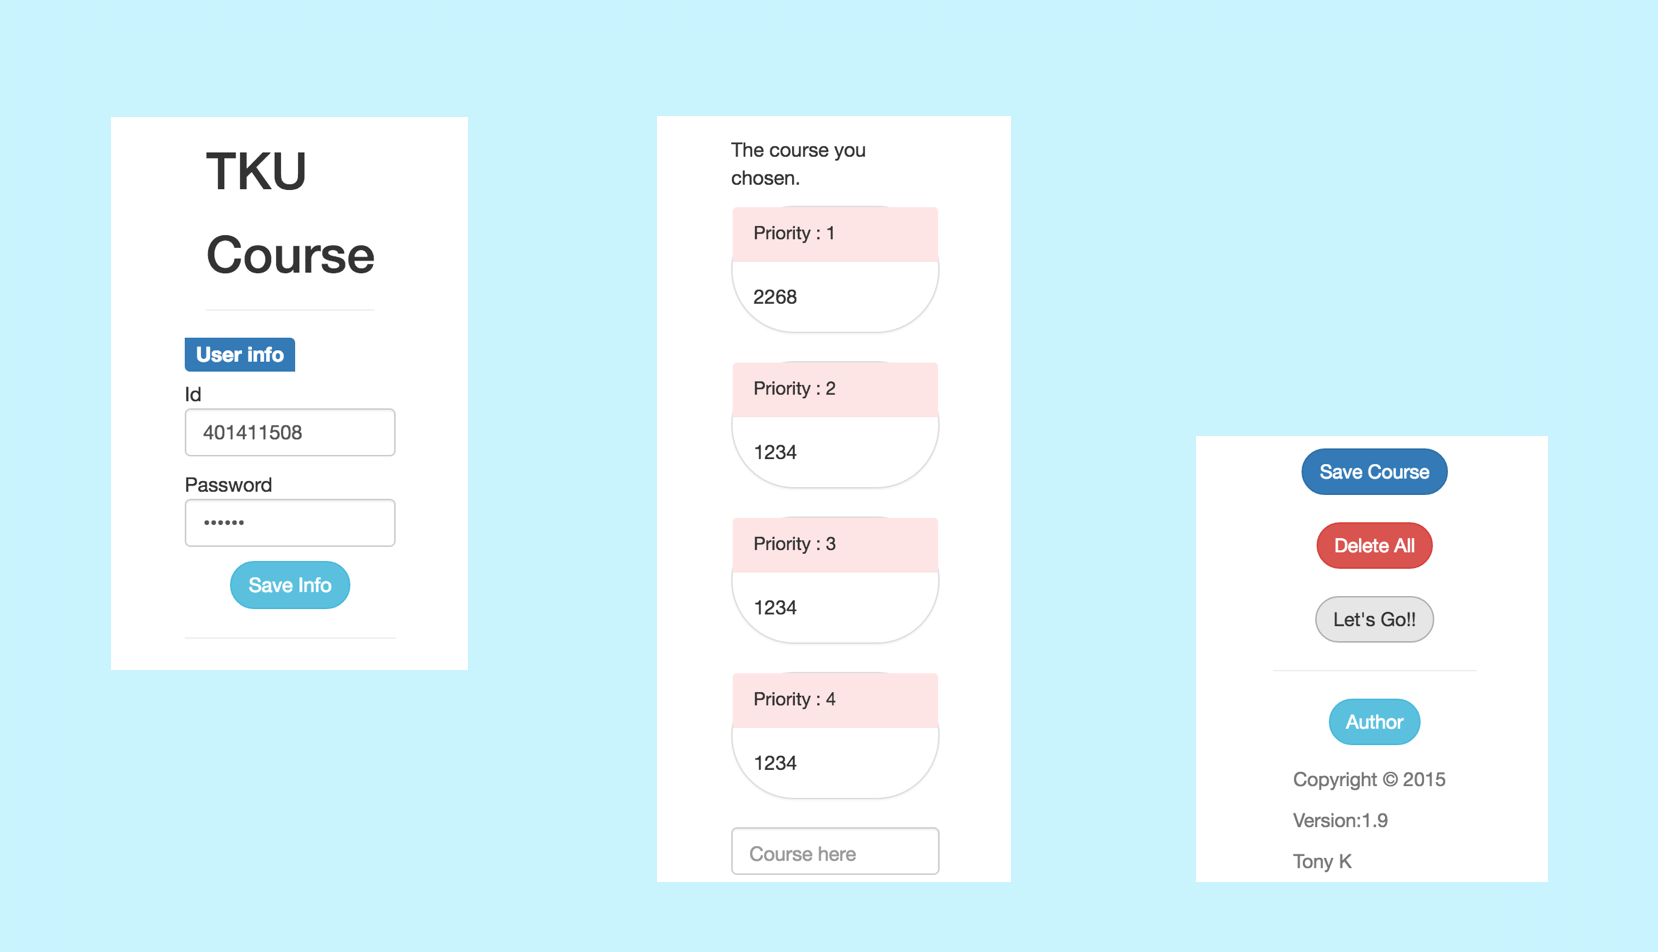 TKU
Course
User info
Id
401411508
Password
••••••
Save Info
The course you
chosen.
Priority : 1
2268
Priority : 2
1234
Priority : 3
1234
Priority : 4
1234
Course here
Save Course
Delete All
Let's Go!!
Author
Copyright © 2015
Version:1.9
Tony K